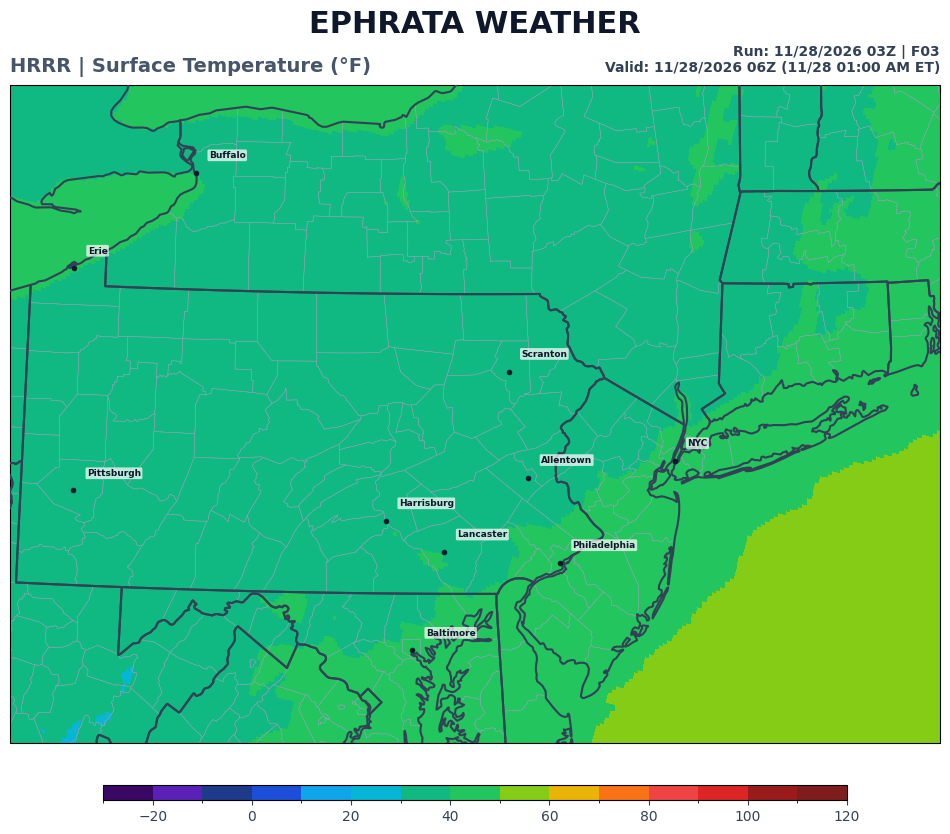 EPHRATA WEATHER
HRRR | Surface Temperature (°F)
Run: 11/28/2026 03Z | F03
Valid: 11/28/2026 06Z (11/28 01:00 AM ET)
Buffalo
Erie
Scranton
NYC
Allentown
Pittsburgh
Harrisburg
Lancaster
Philadelphia
Baltimore
−20 0 20 40 60 80 100 120